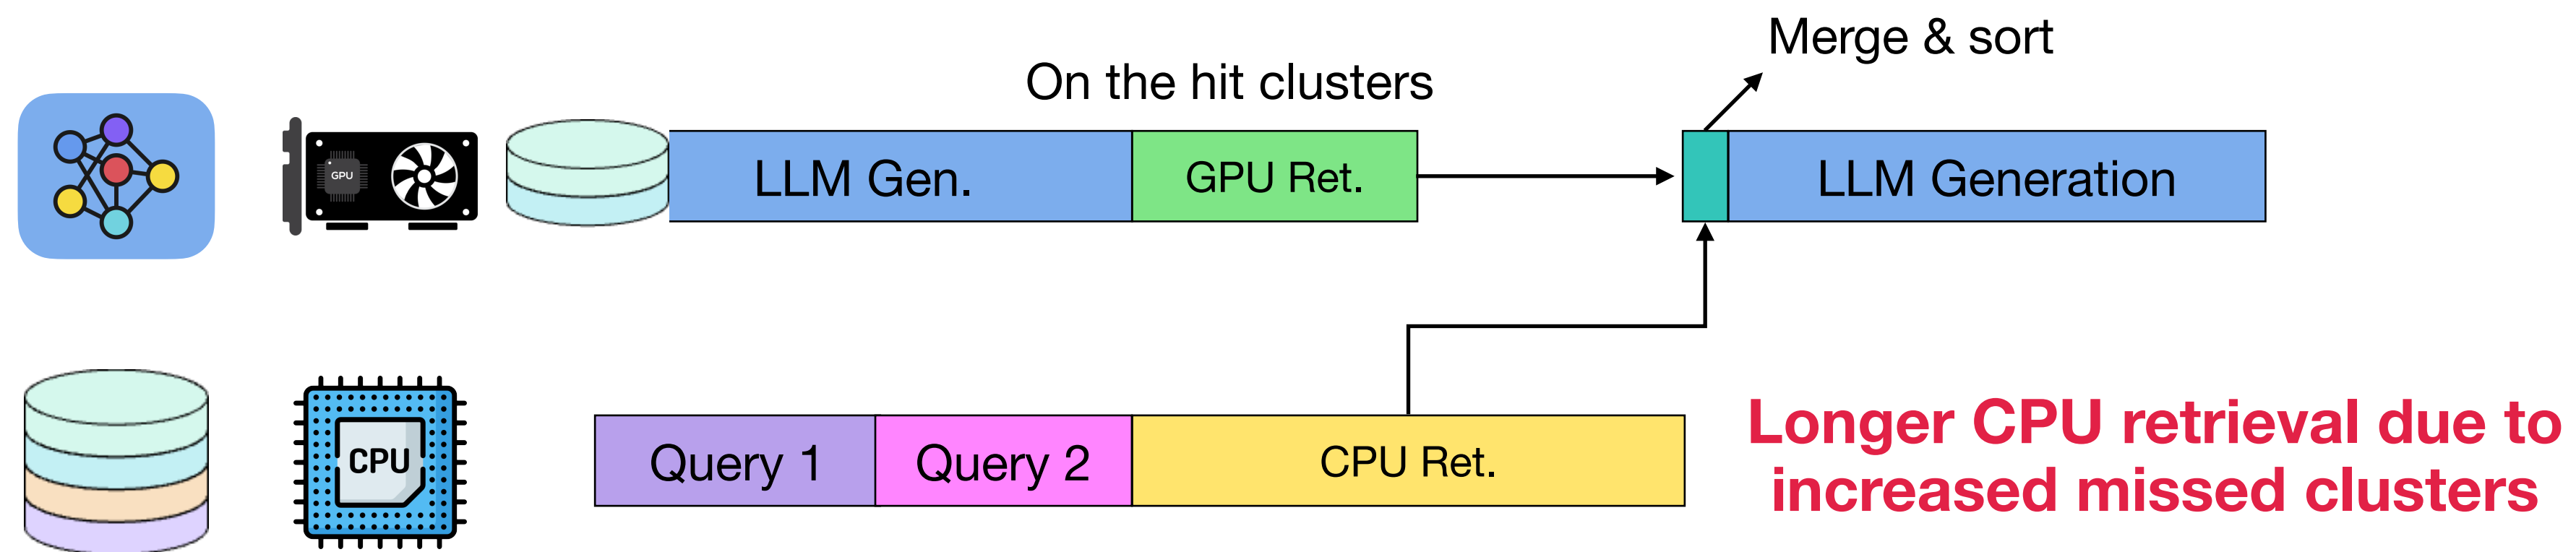 Merge & sort
On the hit clusters
GPU
LLM Gen.
GPU Ret.
LLM Generation
CPU
Query 1
Query 2
CPU Ret.
Longer CPU retrieval due to
increased missed clusters